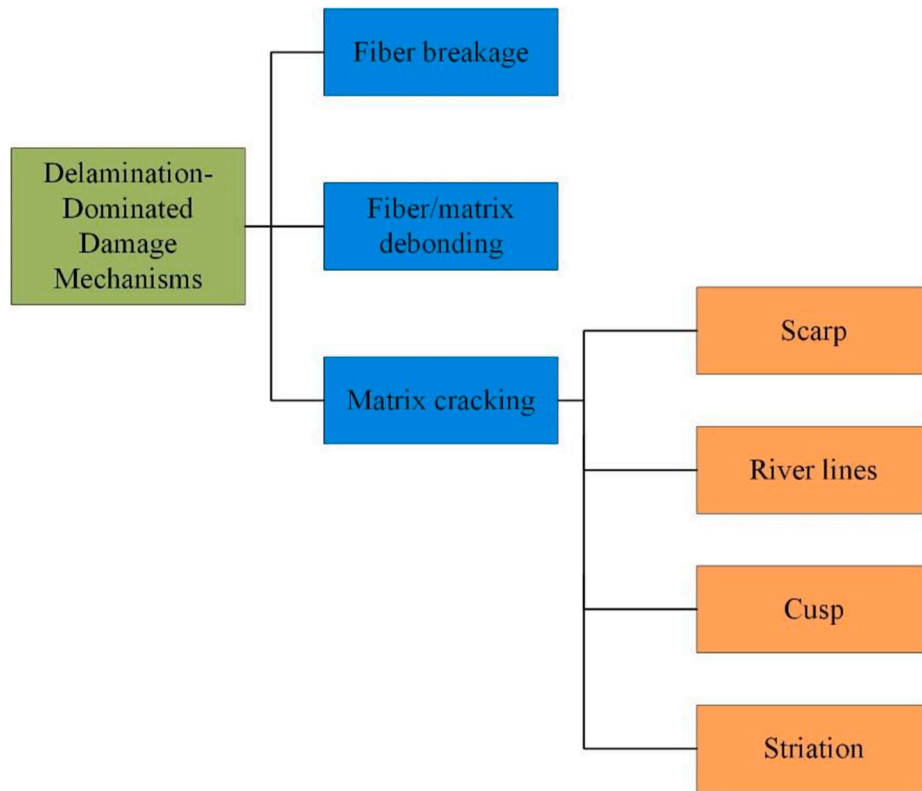 Fiber breakage
Delamination-
Dominated
Damage
Mechanisms
Fiber/matrix
debonding
Matrix cracking
Scarp
River lines
Cusp
Striation